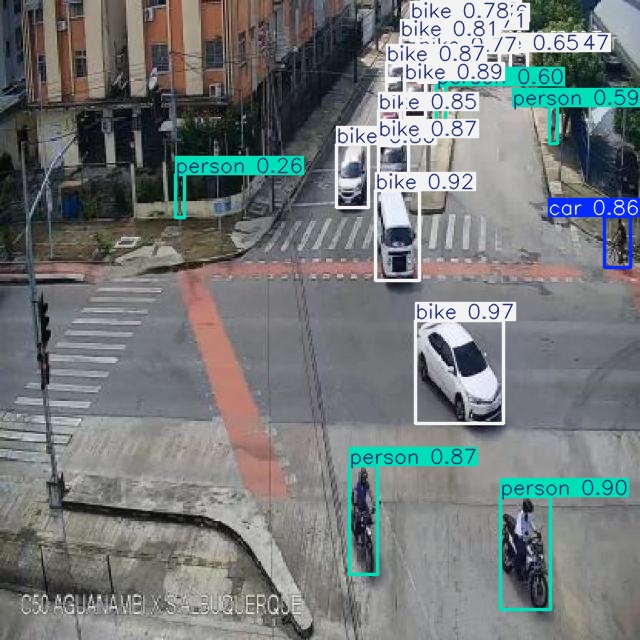 bike 0.78
bike 0.81
0.65
bike 0.87
bike 0.89
0.60
person 0.59
bike 0.85
bike 0.87
bike
person 0.26
bike 0.92
car 0.86
bike 0.97
person 0.87
person 0.90
C50 AGUANAMBI X S ALBUQUERQUE